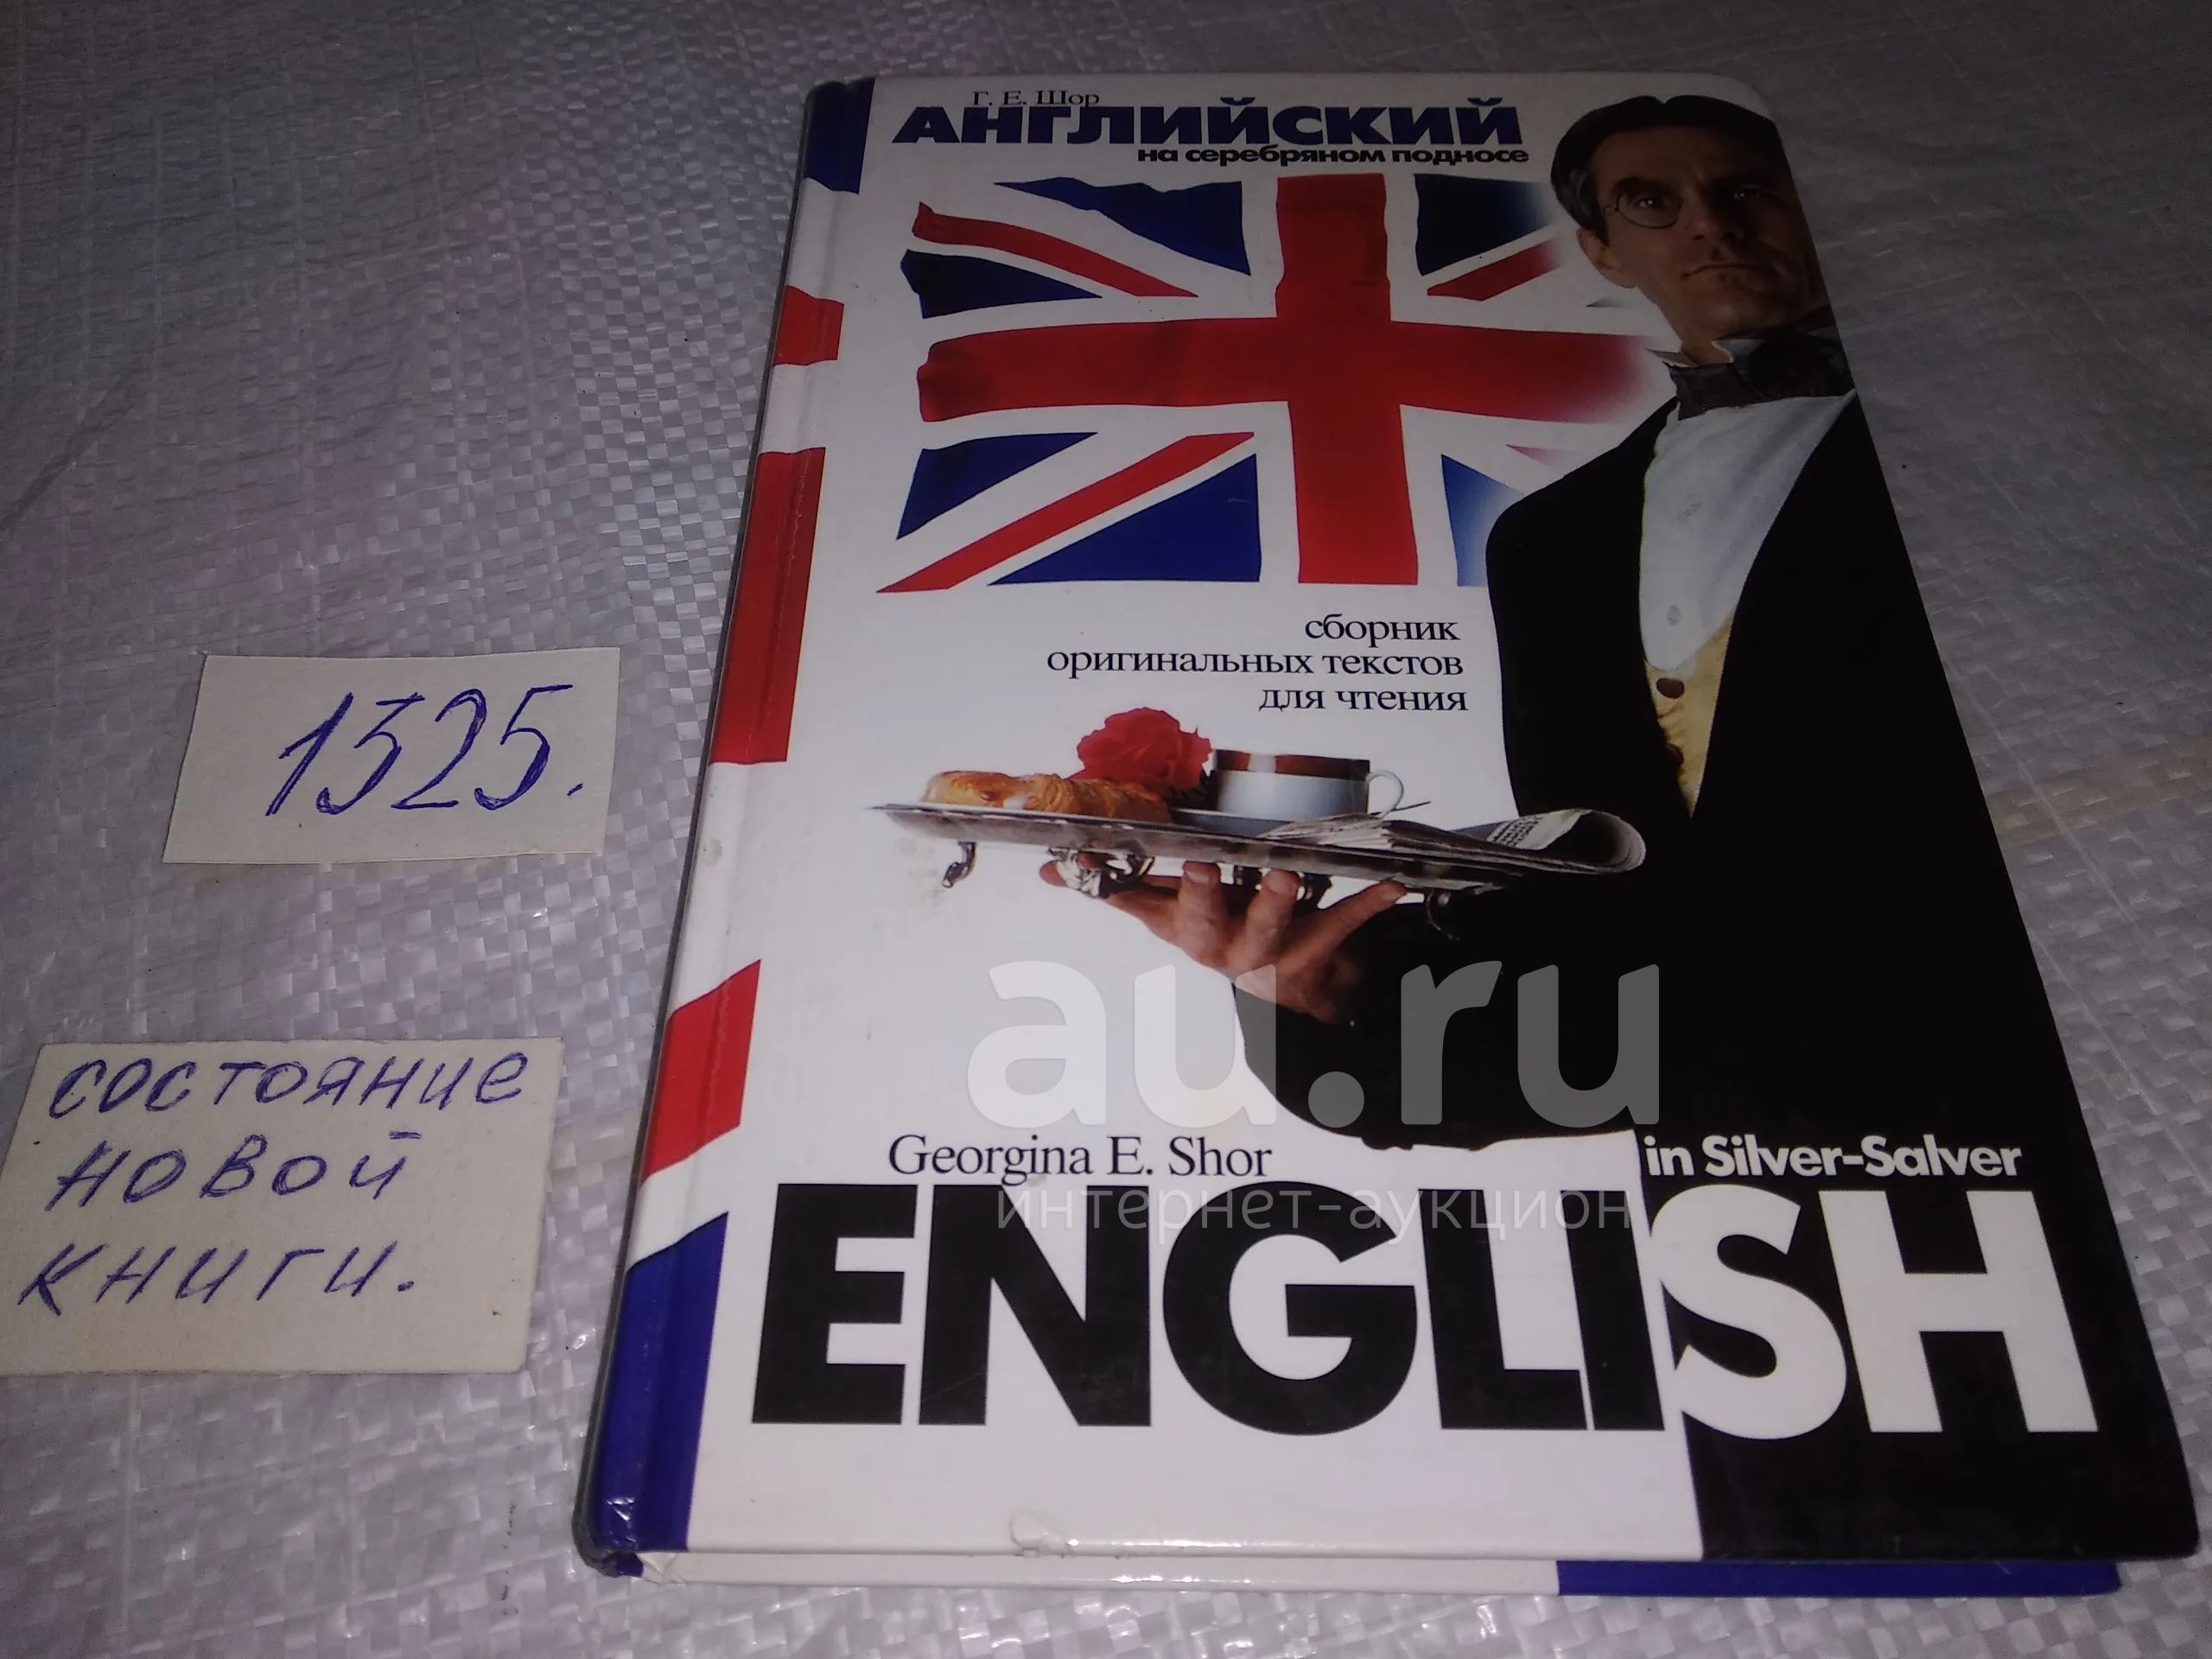 Г. Е. Шор
АНГЛИЙСКИЙ
на серебряном подносе
сборник
оригинальных текстов
для чтения
1325.
состояние
новой
книги.
au.ru
интернет-аукцион
Georgina E. Shor
in Silver-Salver
ENGLISH